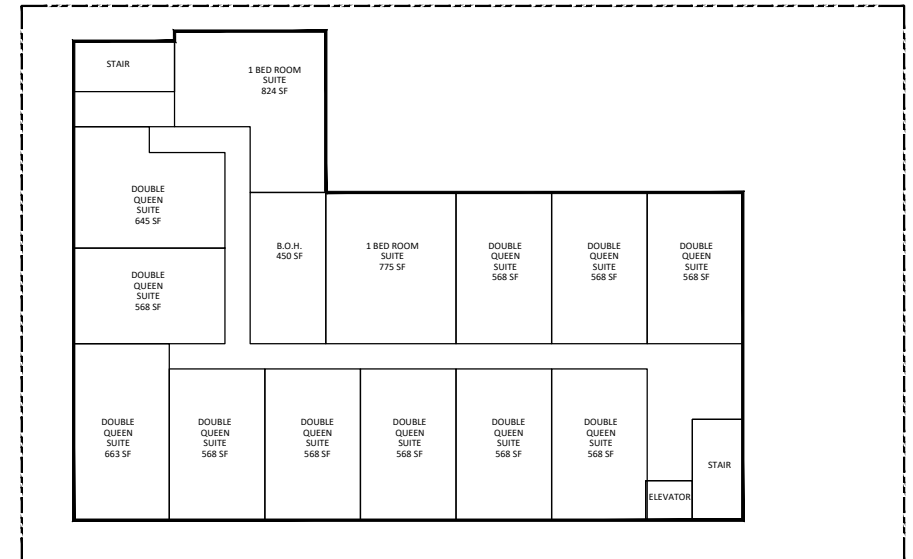 STAIR
1 BED ROOM
SUITE
824 SF
DOUBLE
QUEEN
SUITE
645 SF
B.O.H.
450 SF
1 BED ROOM
SUITE
775 SF
DOUBLE
QUEEN
SUITE
568 SF
DOUBLE
QUEEN
SUITE
568 SF
DOUBLE
QUEEN
SUITE
568 SF
DOUBLE
QUEEN
SUITE
568 SF
DOUBLE
QUEEN
SUITE
663 SF
DOUBLE
QUEEN
SUITE
568 SF
DOUBLE
QUEEN
SUITE
568 SF
DOUBLE
QUEEN
SUITE
568 SF
DOUBLE
QUEEN
SUITE
568 SF
DOUBLE
QUEEN
SUITE
568 SF
STAIR
ELEVATOR